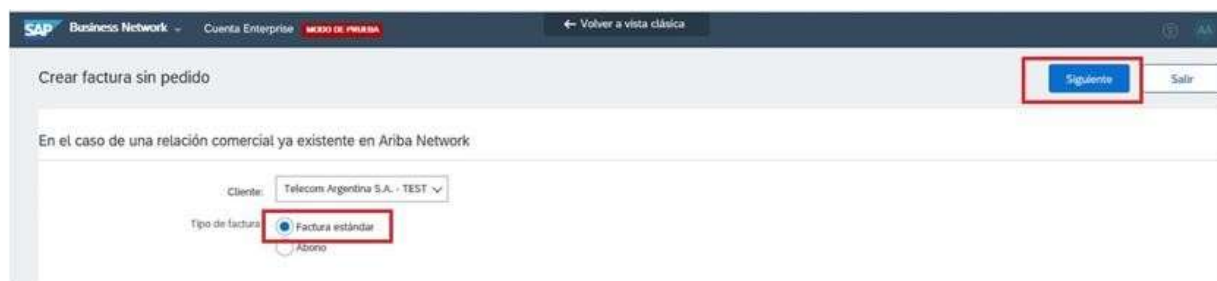 SAP Business Network Cuenta Enterprise MODO DE PRUEBA ← Volver a vista clásica
Crear factura sin pedido Siguiente Salir
En el caso de una relación comercial ya existente en Ariba Network
Cliente: Telecom Argentina S.A. - TEST
Tipo de factura: Factura estándar
Abono